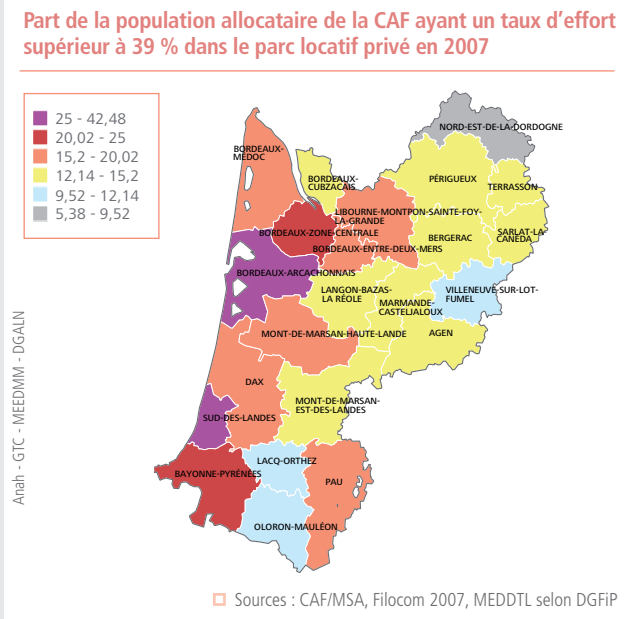 Part de la population allocataire de la CAF ayant un taux d'effort
supérieur à 39 % dans le parc locatif privé en 2007
25 - 42,48
20,02 - 25
15,2 - 20,02
12,14 - 15,2
9,52 - 12,14
5,38 - 9,52
NORD-EST-DE-LA-DORDOGNE
BORDEAUX-
MÉDOC
BORDEAUX-
CUBZACAIS
PÉRIGUEUX
TERRASSON
LIBOURNE-MONTPON-SAINTE-FOY-
LA-GRANDE
BORDEAUX-ZONE-CENTRALE
BERGERAC
SARLAT-LA-
CANÉDA
BORDEAUX-ENTRE-DEUX-MERS
BORDEAUX-ARCACHONNAIS
LANGON-BAZAS-
LA RÉOLE
VILLENEUVE-SUR-LOT-
FUMEL
MARMANDE-
CASTELJALOUX
MONT-DE-MARSAN-HAUTE-LANDE
AGEN
DAX
MONT-DE-MARSAN-
EST-DES-LANDES
SUD-DES-LANDES
LACQ-ORTHEZ
BAYONNE-PYRÉNÉES
PAU
OLORON-MAULÉON
Anah - GTC - MEEDMM - DGALN
Sources : CAF/MSA, Filocom 2007, MEDDTL selon DGFiP